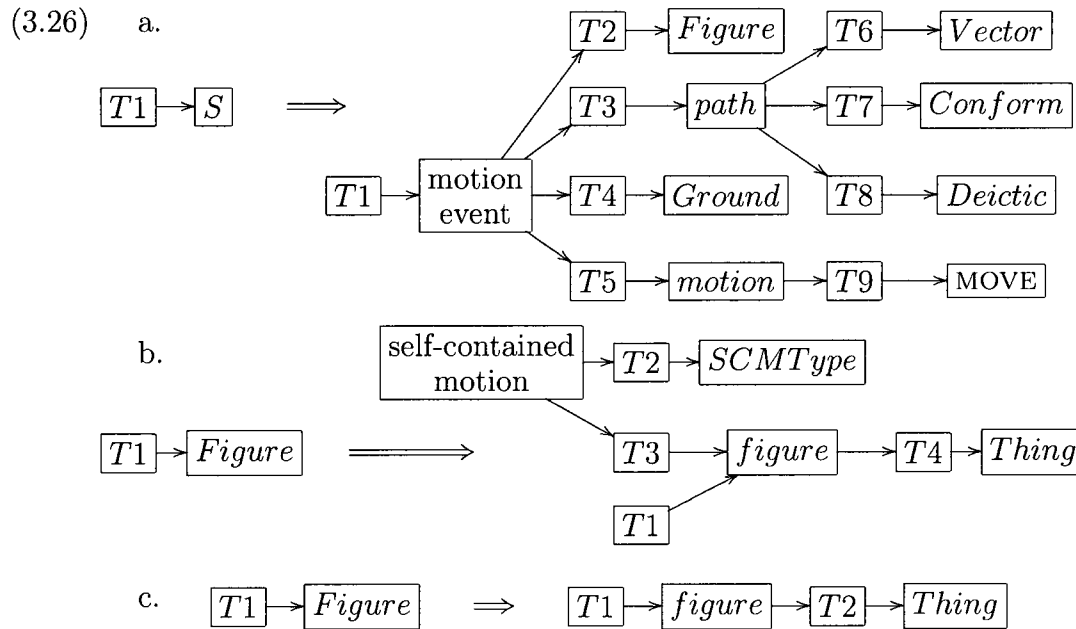 (3.26) a.
T2 Figure T6 Vector
T1 S ⟹ T3 path T7 Conform
T1 motion event T4 Ground T8 Deictic
T5 motion T9 MOVE
b.
self-contained motion T2 SCMType
T1 Figure ⟹ T3 figure T4 Thing
T1
c. T1 Figure ⇒ T1 figure T2 Thing